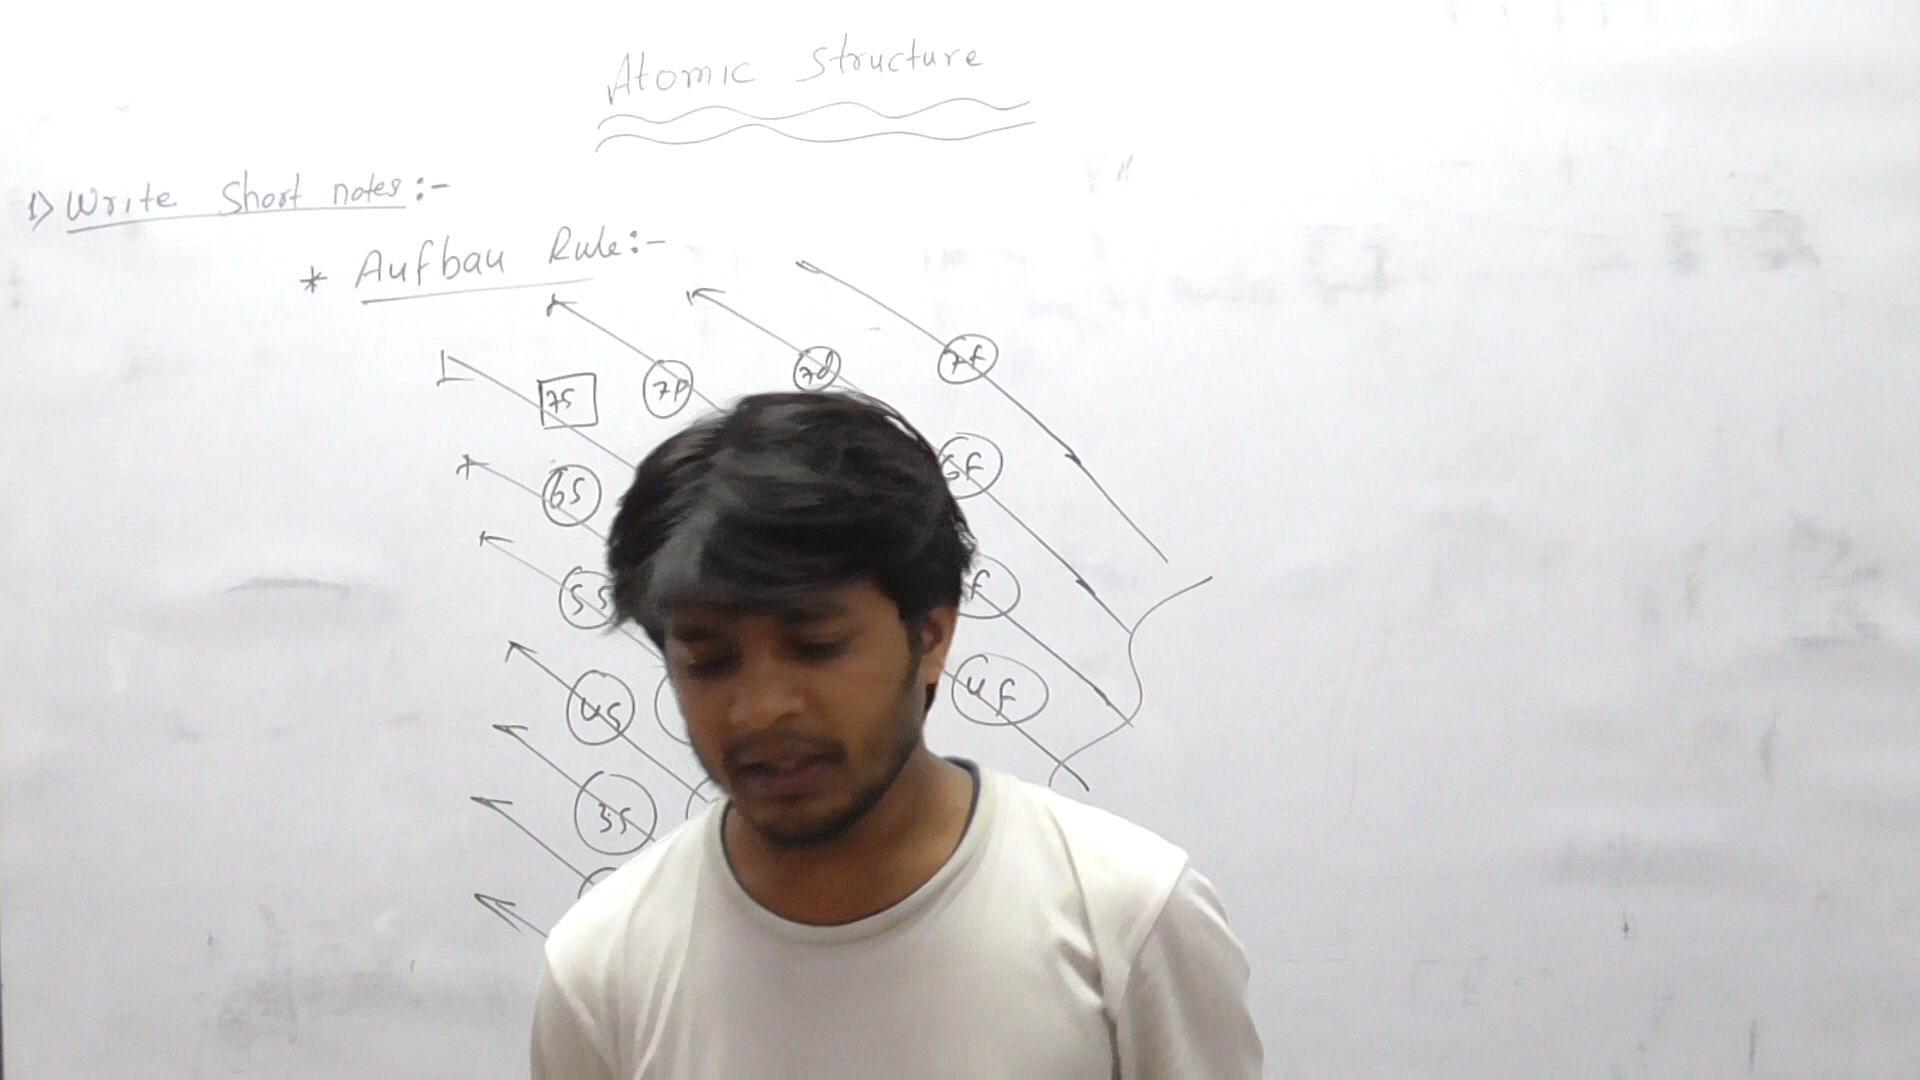 Atomic Structure
1) Write Short notes :-
* Aufbau Rule :-
7s 7p 7d 7f
6s 6f
5s f
4s 4f
3s